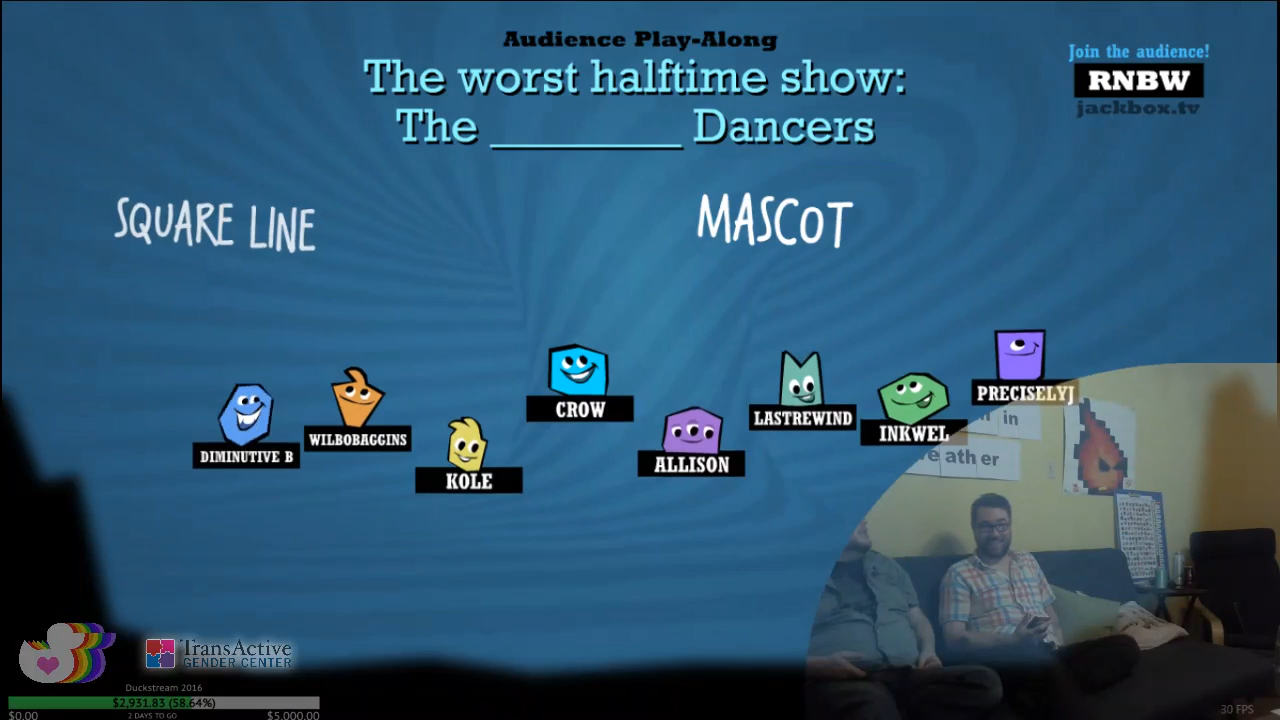 Audience Play-Along
The worst halftime show:
The ________ Dancers
Join the audience!
RNBW
jackbox.tv
SQUARE LINE
MASCOT
DIMINUTIVE B
WILBOBAGGINS
KOLE
CROW
ALLISON
LASTREWIND
INKWEL
PRECISELYJ
in
eather
TransActive
GENDER CENTER
Duckstream 2016
$2,931.83 (58.64%)
$0.00 2 DAYS TO GO $5,000.00
30 FPS